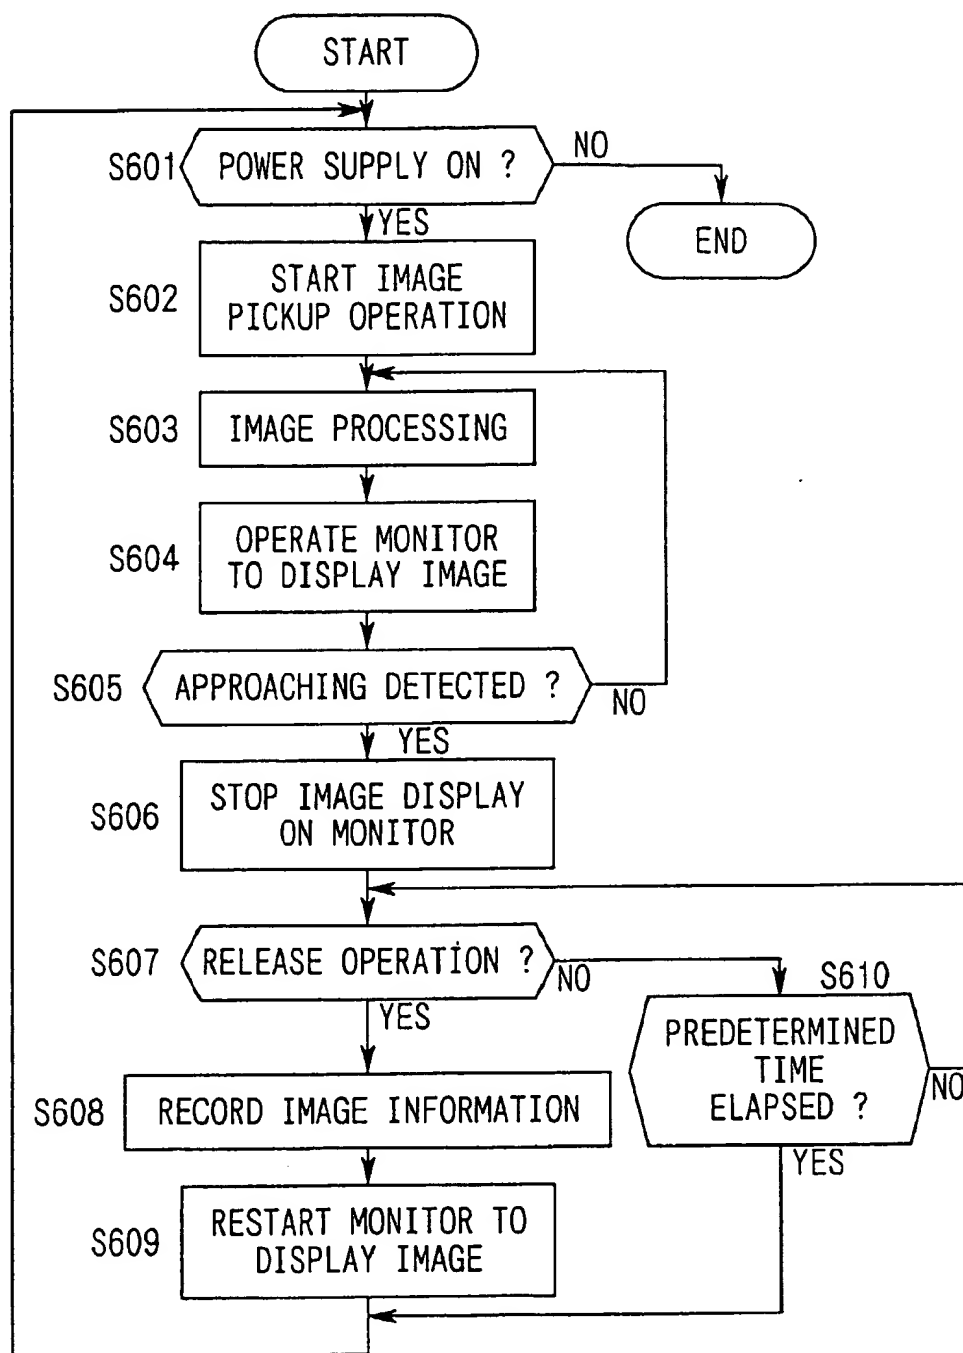 START
S601
POWER SUPPLY ON ?
NO
YES
END
S602
START IMAGE
PICKUP OPERATION
S603
IMAGE PROCESSING
S604
OPERATE MONITOR
TO DISPLAY IMAGE
S605
APPROACHING DETECTED ?
NO
YES
S606
STOP IMAGE DISPLAY
ON MONITOR
S607
RELEASE OPERATION ?
NO
YES
S610
PREDETERMINED
TIME
ELAPSED ?
NO
YES
S608
RECORD IMAGE INFORMATION
S609
RESTART MONITOR TO
DISPLAY IMAGE